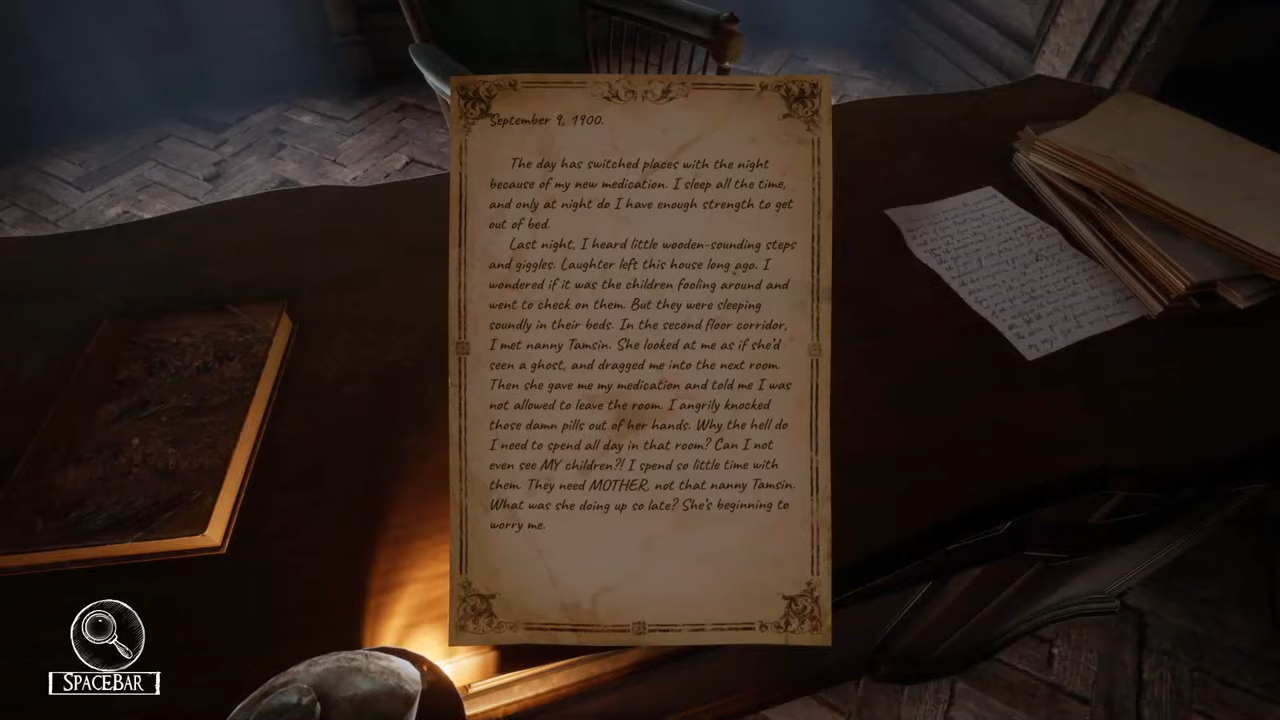 September 9, 1900.
The day has switched places with the night
because of my new medication. I sleep all the time,
and only at night do I have enough strength to get
out of bed.
Last night, I heard little wooden-sounding steps
and giggles. Laughter left this house long ago. I
wondered if it was the children fooling around and
went to check on them. But they were sleeping
soundly in their beds. In the second floor corridor,
I met nanny Tamsin. She looked at me as if she'd
seen a ghost, and dragged me into the next room.
Then she gave me my medication and told me I was
not allowed to leave the room. I angrily knocked
those damn pills out of her hands. Why the hell do
I need to spend all day in that room? Can I not
even see MY children?! I spend so little time with
them. They need MOTHER, not that nanny Tamsin.
What was she doing up so late? She's beginning to
worry me.
SPACEBAR